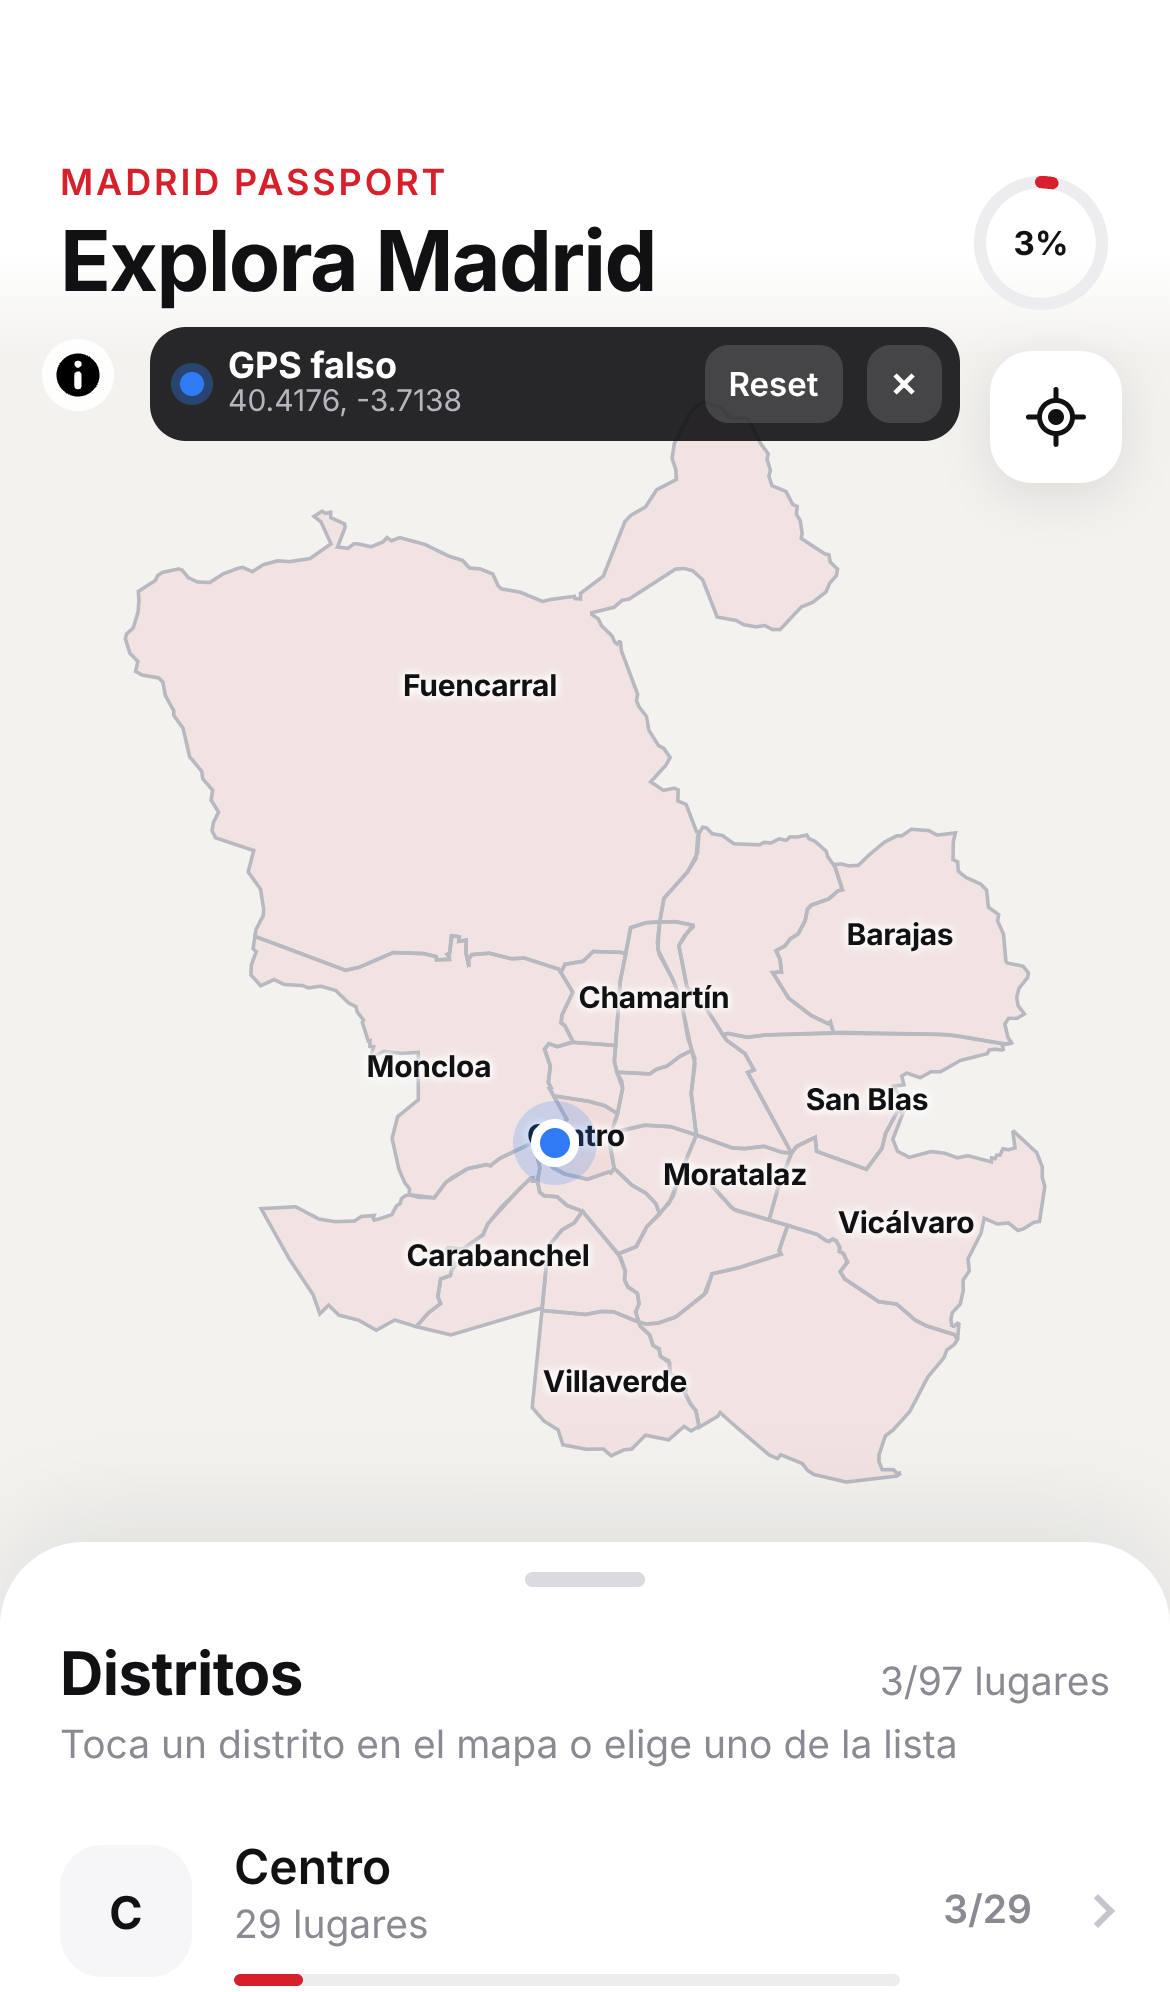 MADRID PASSPORT
Explora Madrid
3%
GPS falso
40.4176, -3.7138
Reset
Fuencarral
Barajas
Chamartín
Moncloa
San Blas
Moratalaz
Vicálvaro
Carabanchel
Villaverde
Distritos
3/97 lugares
Toca un distrito en el mapa o elige uno de la lista
C
Centro
29 lugares
3/29